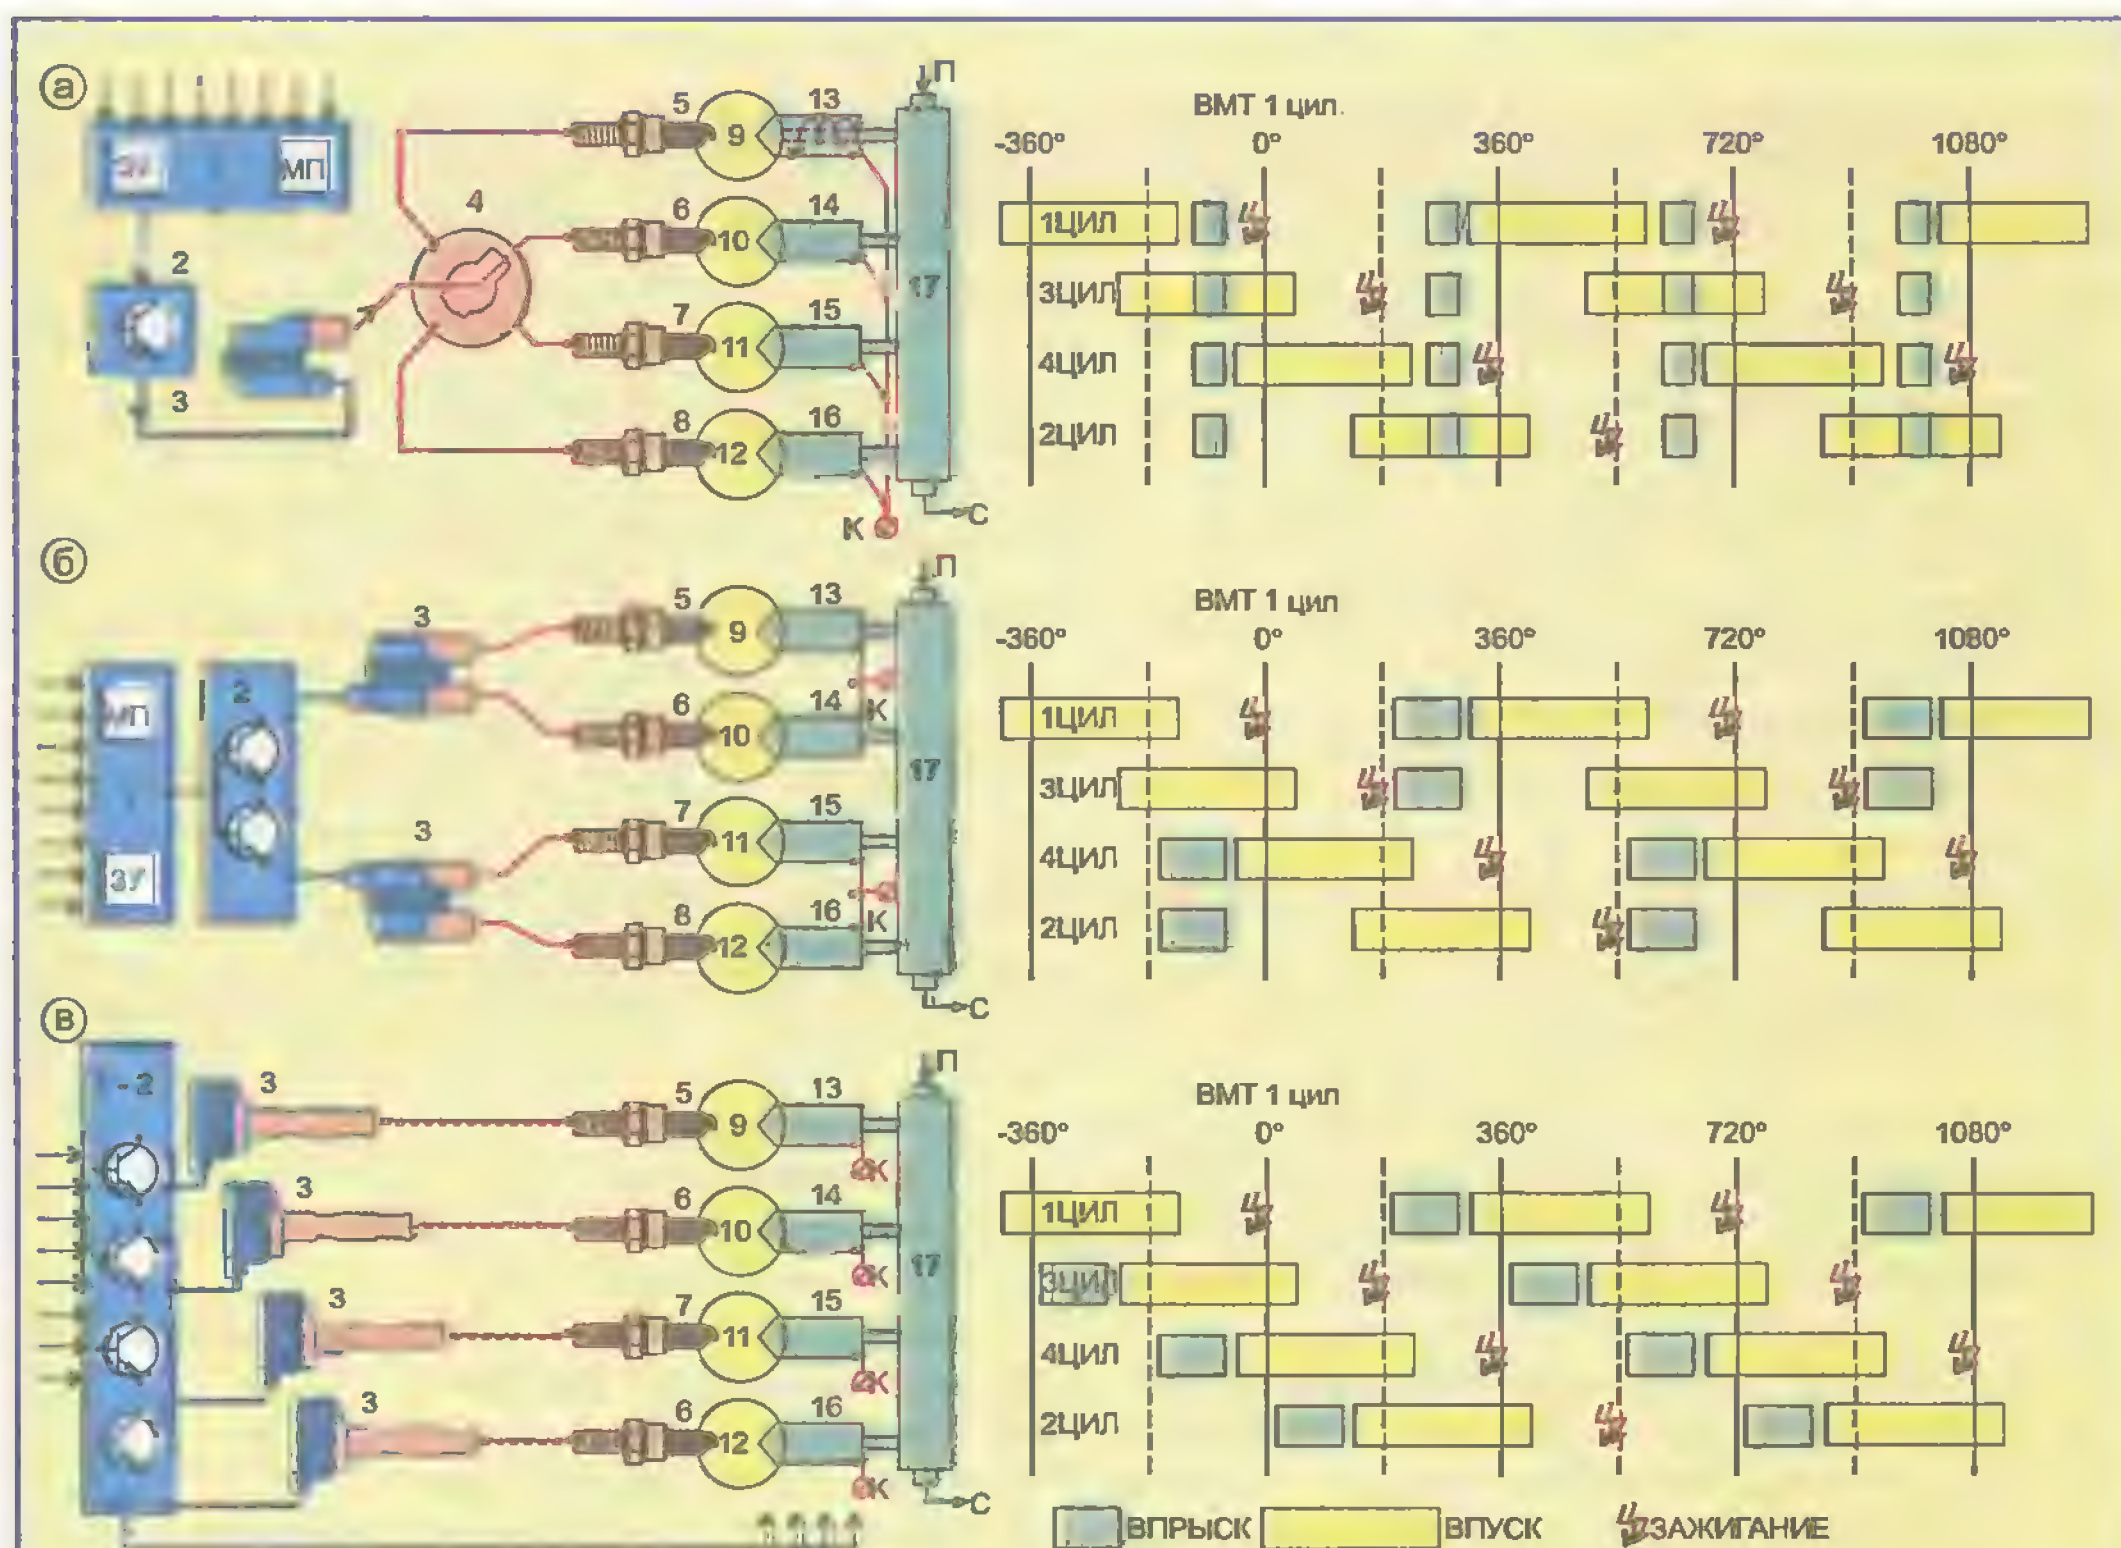 а
ЗУ МП
2
3
4
5 9 13
6 10 14
7 11 15
8 12 16
17
П
С
К
ВМТ 1 цил.
-360° 0° 360° 720° 1080°
1ЦИЛ
3ЦИЛ
4ЦИЛ
2ЦИЛ
б
МП
ЗУ
2
3
3
5 9 13
6 10 14
7 11 15
8 12 16
К
К
17
П
С
ВМТ 1 цил
-360° 0° 360° 720° 1080°
1ЦИЛ
3ЦИЛ
4ЦИЛ
2ЦИЛ
в
- 2
3
3
3
3
5 9 13
К
6 10 14
К
7 11 15
К
6 12 16
К
17
П
С
ВМТ 1 цил
-360° 0° 360° 720° 1080°
1ЦИЛ
3ЦИЛ
4ЦИЛ
2ЦИЛ
ВПРЫСК ВПУСК ЗАЖИГАНИЕ